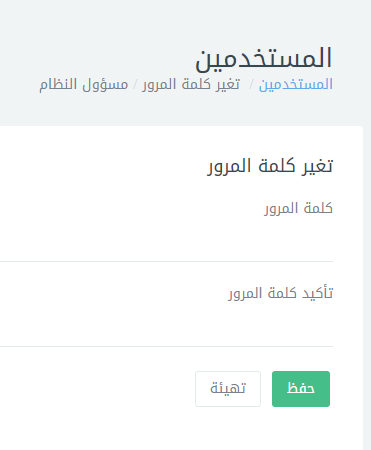 المستخدمين
المستخدمين / تغير كلمة المرور / مسؤول النظام
تغير كلمة المرور
كلمة المرور
تأكيد كلمة المرور
حفظ تهيئة